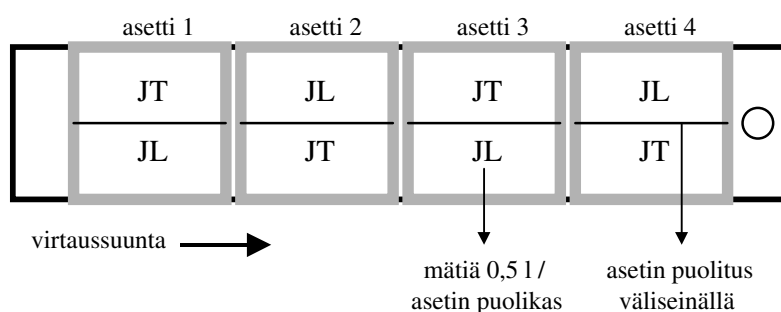 asetti 1 asetti 2 asetti 3 asetti 4
JT JL JT JL
JL JT JL JT
virtaussuunta
mätiä 0,5 l /
asetin puolikas
asetin puolitus
väliseinällä